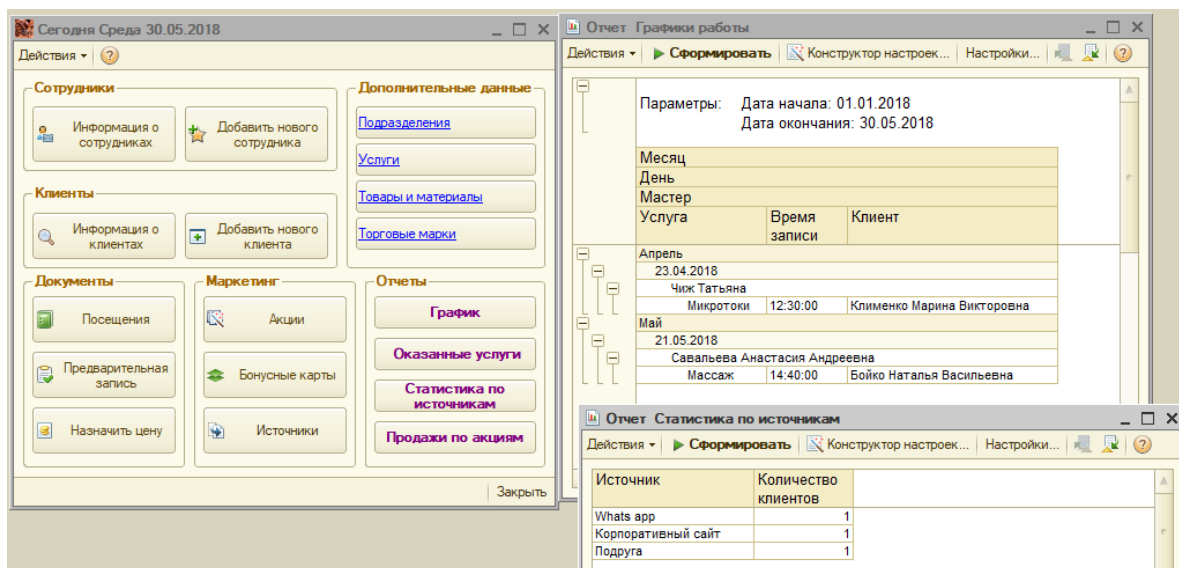 Сегодня Среда 30.05.2018
Действия
Сотрудники
Информация о
сотрудниках
Добавить нового
сотрудника
Клиенты
Информация о
клиентах
Добавить нового
клиента
Дополнительные данные
Подразделения
Услуги
Товары и материалы
Торговые марки
Документы
Посещения
Предварительная
запись
Назначить цену
Маркетинг
Акции
Бонусные карты
Источники
Отчеты
График
Оказанные услуги
Статистика по
источникам
Продажи по акциям
Закрыть
Отчет Графики работы
Действия Сформировать Конструктор настроек... Настройки...
Параметры: Дата начала: 01.01.2018
Дата окончания: 30.05.2018
Месяц
День
Мастер
Услуга Время записи Клиент
Апрель
23.04.2018
Чиж Татьяна
Микротоки 12:30:00 Клименко Марина Викторовна
Май
21.05.2018
Савальева Анастасия Андреевна
Массаж 14:40:00 Бойко Наталья Васильевна
Отчет Статистика по источникам
Действия Сформировать Конструктор настроек... Настройки...
Источник Количество клиентов
Whats app 1
Корпоративный сайт 1
Подруга 1